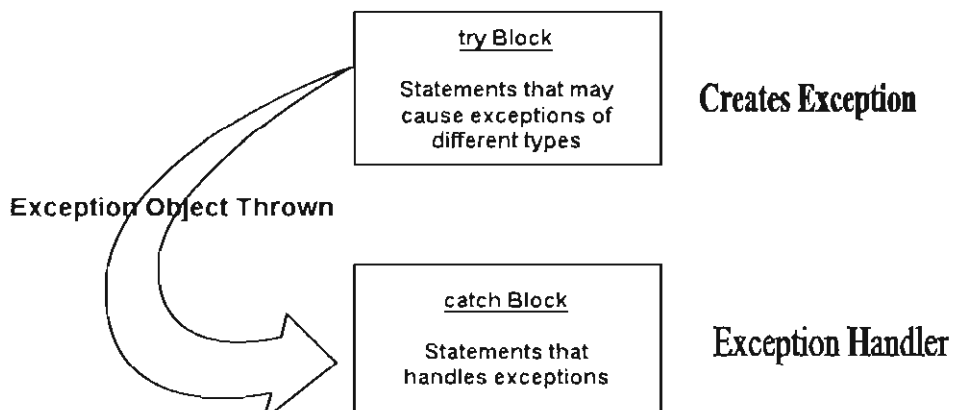 try Block
Statements that may
cause exceptions of
different types
Creates Exception
Exception Object Thrown
catch Block
Statements that
handles exceptions
Exception Handler